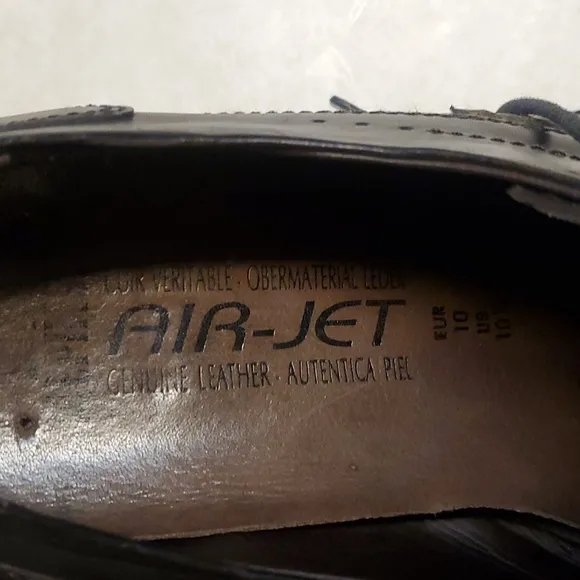 CUIR VERITABLE · OBERMATERIAL LEDER
AIR-JET
GENUINE LEATHER · AUTENTICA PIEL
EUR
10
US
10